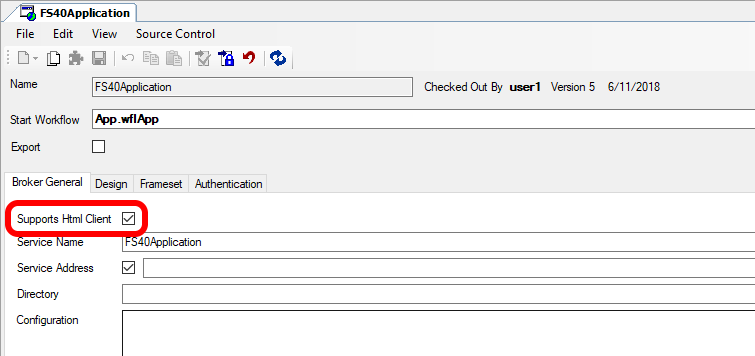 FS40Application
File Edit View Source Control
Name FS40Application Checked Out By user1 Version 5 6/11/2018
Start Workflow App.wflApp
Export
Broker General Design Frameset Authentication
Supports Html Client
Service Name FS40Application
Service Address
Directory
Configuration